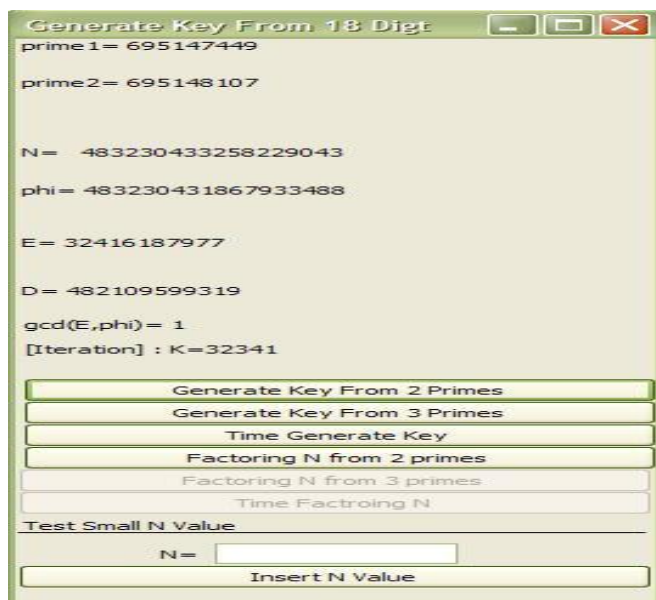 Generate Key From 18 Digt
prime1= 695147449
prime2= 695148107
N= 483230433258229043
phi= 483230431867933488
E= 32416187977
D= 482109599319
gcd(E,phi)= 1
[Iteration] : K=32341
Generate Key From 2 Primes
Generate Key From 3 Primes
Time Generate Key
Factoring N from 2 primes
Factoring N from 3 primes
Time Factroing N
Test Small N Value
N=
Insert N Value